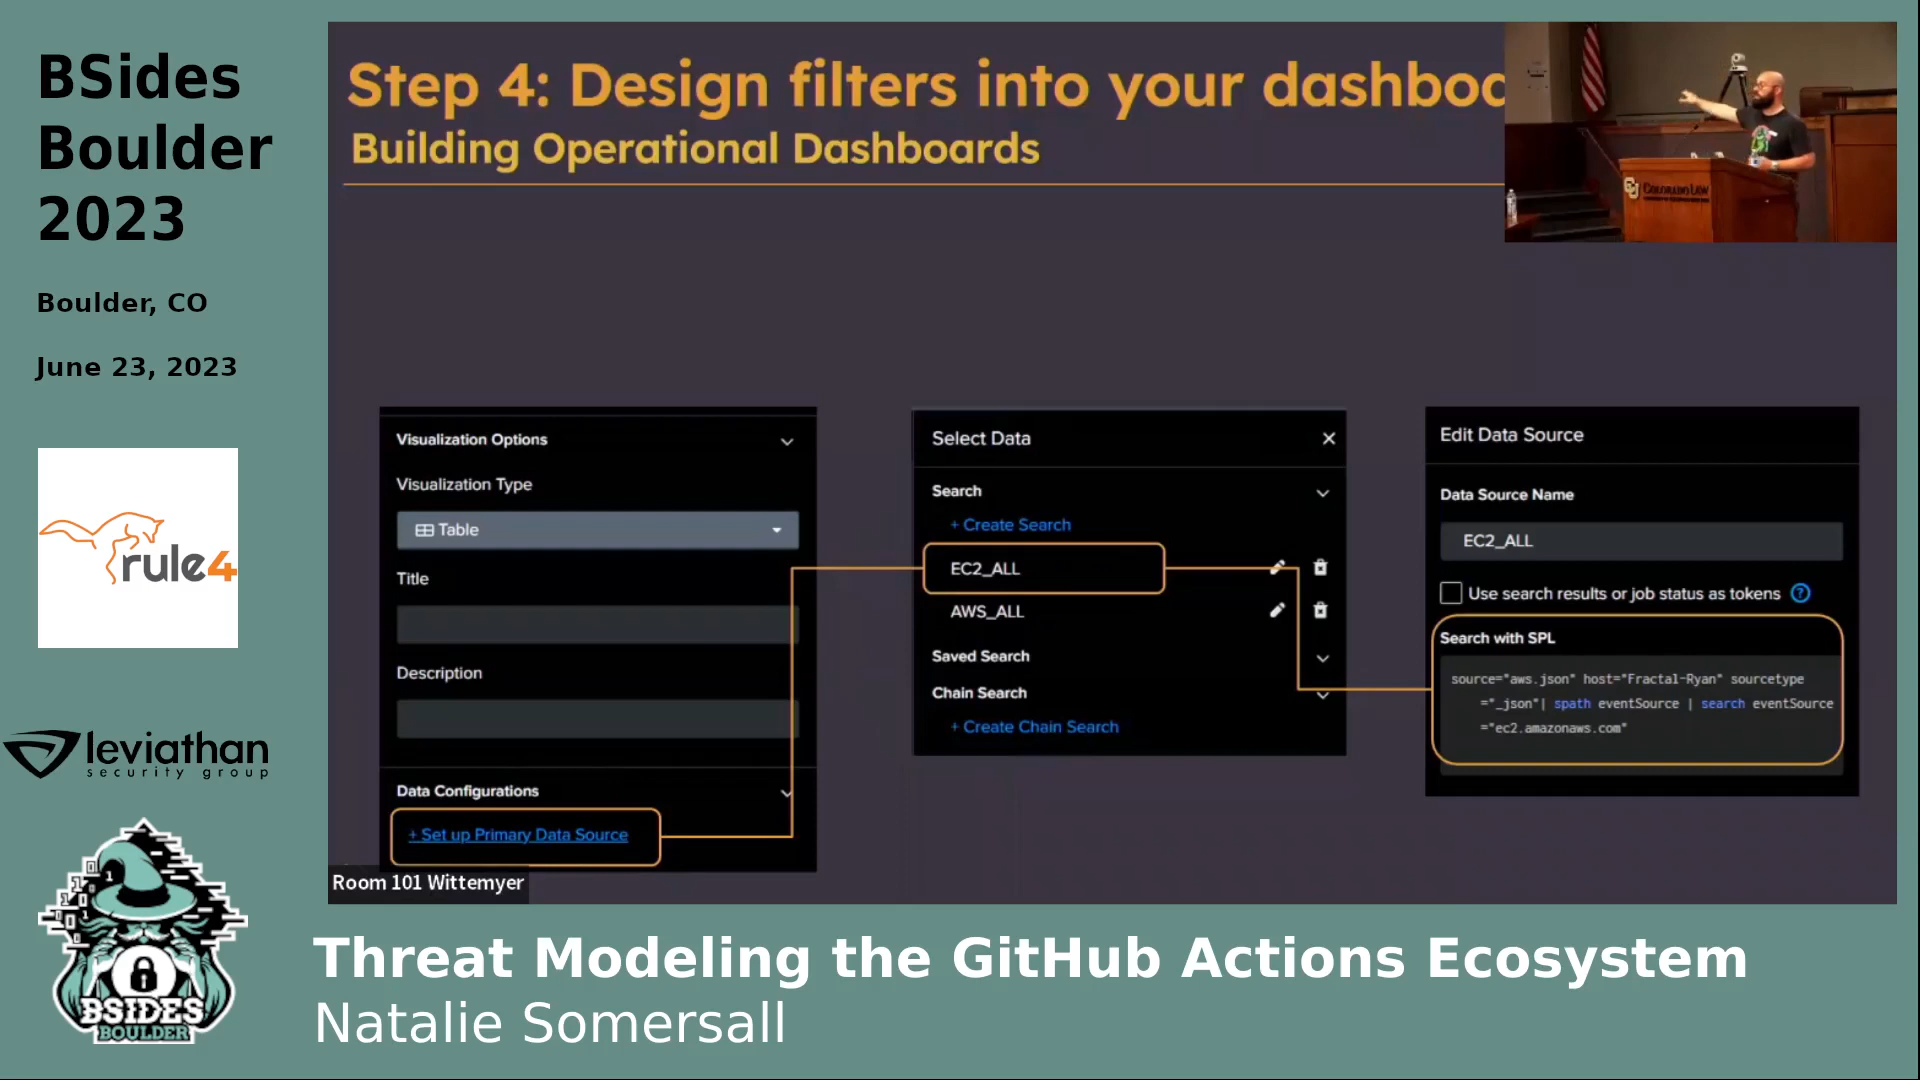 BSides
Boulder
2023
Boulder, CO
June 23, 2023
rule4
leviathan
security group
BSIDES
BOULDER
Step 4: Design filters into your dashboa
Building Operational Dashboards
COLORADO LAW
Visualization Options
Visualization Type
Table
Title
Description
Data Configurations
+ Set up Primary Data Source
Select Data
Search
+ Create Search
EC2_ALL
AWS_ALL
Saved Search
Chain Search
+ Create Chain Search
Edit Data Source
Data Source Name
EC2_ALL
Use search results or job status as tokens ?
Search with SPL
source="aws.json" host="Fractal-Ryan" sourcetype
="_json"| spath eventSource | search eventSource
="ec2.amazonaws.com"
Room 101 Wittemyer
Threat Modeling the GitHub Actions Ecosystem
Natalie Somersall